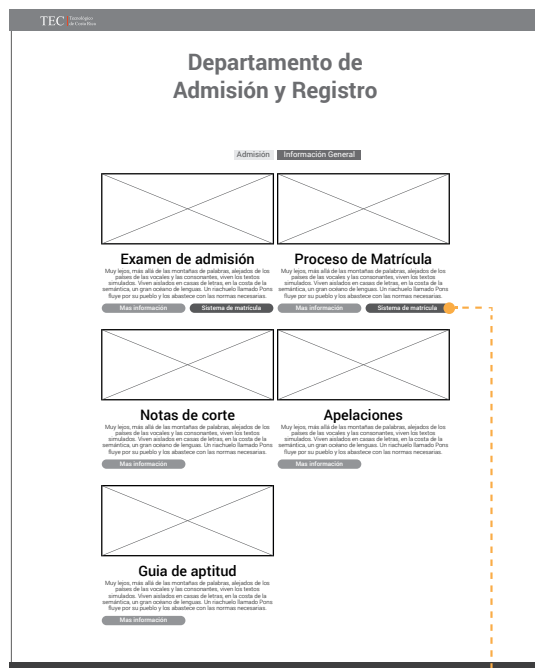 TEC Tecnológico
de Costa Rica
Departamento de
Admisión y Registro
Admisión Información General
Examen de admisión
Muy lejos, más allá de las montañas de palabras, alejados de los
países de las vocales y las consonantes, viven los textos
simulados. Viven aislados en casas de letras, en la costa de la
semántica, un gran océano de lenguas. Un riachuelo llamado Pons
fluye por su pueblo y los abastece con las normas necesarias.
Mas información Sistema de matrícula
Proceso de Matrícula
Muy lejos, más allá de las montañas de palabras, alejados de los
países de las vocales y las consonantes, viven los textos
simulados. Viven aislados en casas de letras, en la costa de la
semántica, un gran océano de lenguas. Un riachuelo llamado Pons
fluye por su pueblo y los abastece con las normas necesarias.
Mas información Sistema de matrícula
Notas de corte
Muy lejos, más allá de las montañas de palabras, alejados de los
países de las vocales y las consonantes, viven los textos
simulados. Viven aislados en casas de letras, en la costa de la
semántica, un gran océano de lenguas. Un riachuelo llamado Pons
fluye por su pueblo y los abastece con las normas necesarias.
Mas información
Apelaciones
Muy lejos, más allá de las montañas de palabras, alejados de los
países de las vocales y las consonantes, viven los textos
simulados. Viven aislados en casas de letras, en la costa de la
semántica, un gran océano de lenguas. Un riachuelo llamado Pons
fluye por su pueblo y los abastece con las normas necesarias.
Mas información
Guia de aptitud
Muy lejos, más allá de las montañas de palabras, alejados de los
países de las vocales y las consonantes, viven los textos
simulados. Viven aislados en casas de letras, en la costa de la
semántica, un gran océano de lenguas. Un riachuelo llamado Pons
fluye por su pueblo y los abastece con las normas necesarias.
Mas información